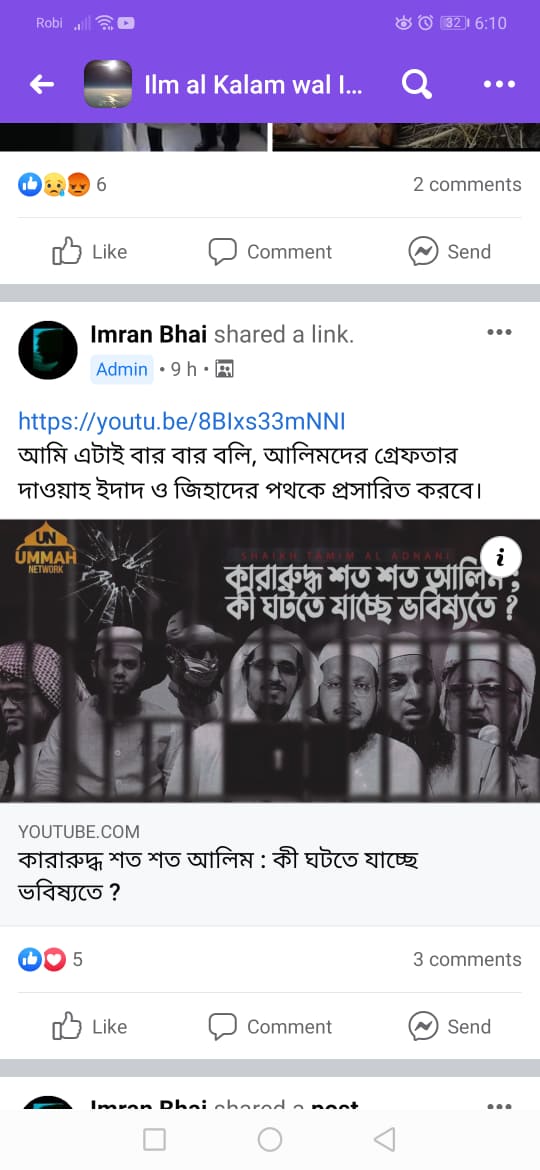 Robi
32 6:10
Ilm al Kalam wal I...
6
2 comments
Like
Comment
Send
Imran Bhai shared a link.
Admin • 9 h •
https://youtu.be/8BIxs33mNNI
আমি এটাই বার বার বলি, আলিমদের গ্রেফতার
দাওয়াহ ইদাদ ও জিহাদের পথকে প্রসারিত করবে।
UN
UMMAH
NETWORK
SHAIKH TAMIM AL ADNANI
কারারুদ্ধ শত শত আলিম :
কী ঘটতে যাচ্ছে ভবিষ্যতে ?
YOUTUBE.COM
কারারুদ্ধ শত শত আলিম : কী ঘটতে যাচ্ছে
ভবিষ্যতে ?
5
3 comments
Like
Comment
Send
Imran Bhai shared a post